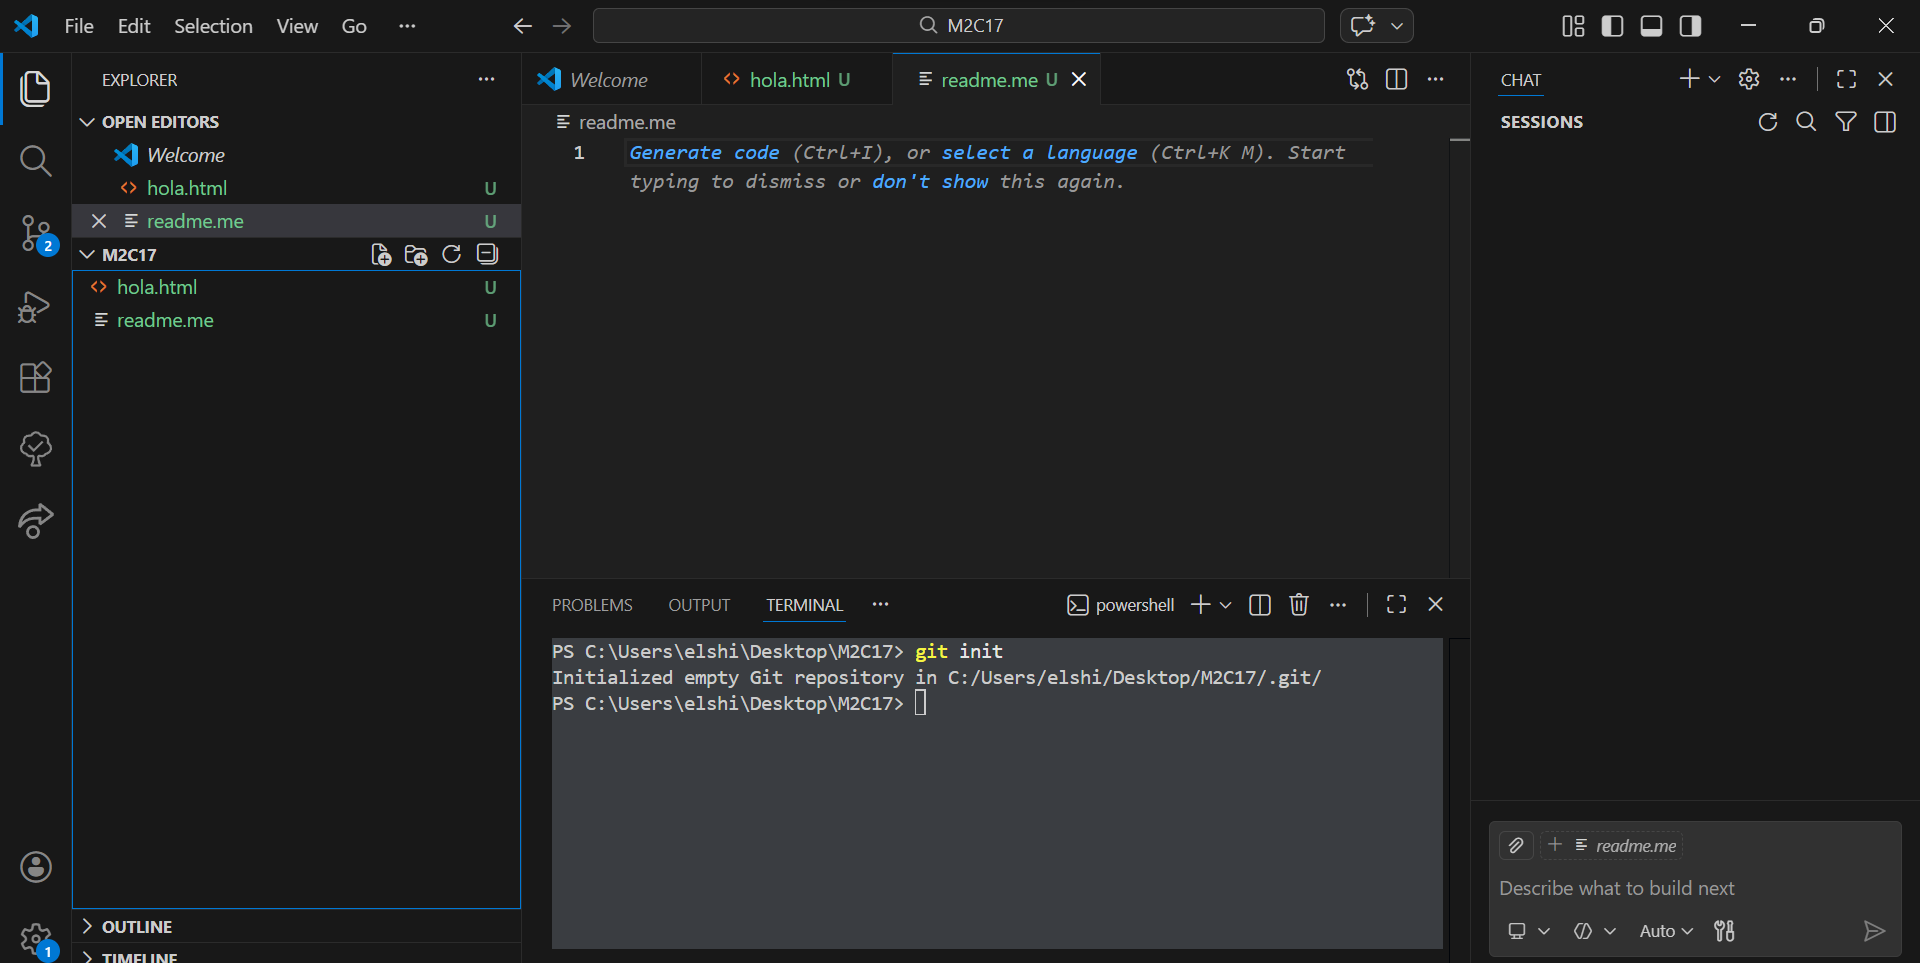 File Edit Selection View Go ···
M2C17
EXPLORER ···
OPEN EDITORS
Welcome
hola.html U
readme.me U
M2C17
hola.html U
readme.me U
OUTLINE
TIMELINE
2
1
Welcome
hola.html U
readme.me U
readme.me
1 Generate code (Ctrl+I), or select a language (Ctrl+K M). Start
typing to dismiss or don't show this again.
PROBLEMS OUTPUT TERMINAL ···
powershell
PS C:\Users\elshi\Desktop\M2C17> git init
Initialized empty Git repository in C:/Users/elshi/Desktop/M2C17/.git/
PS C:\Users\elshi\Desktop\M2C17>
CHAT
SESSIONS
readme.me
Describe what to build next
Auto